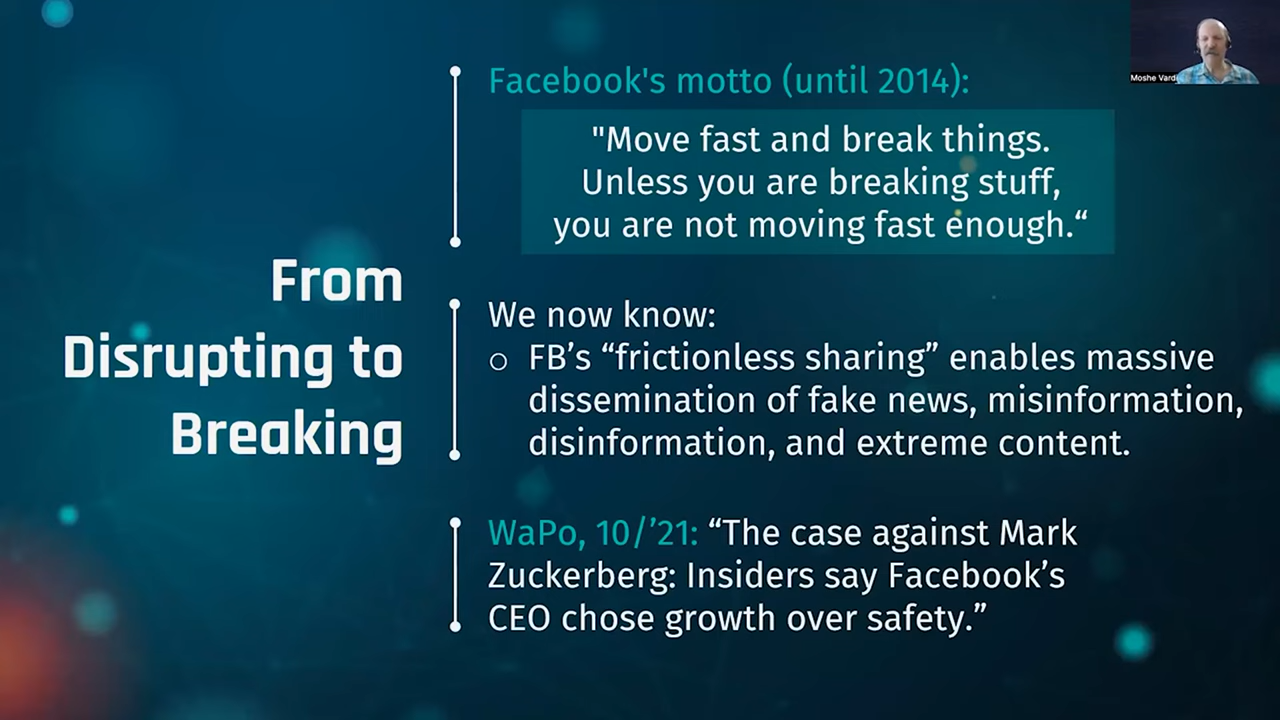 From
Disrupting to
Breaking
Facebook's motto (until 2014):
"Move fast and break things.
Unless you are breaking stuff,
you are not moving fast enough.“
We now know:
○ FB’s “frictionless sharing” enables massive
dissemination of fake news, misinformation,
disinformation, and extreme content.
WaPo, 10/’21: “The case against Mark
Zuckerberg: Insiders say Facebook’s
CEO chose growth over safety.”
Moshe